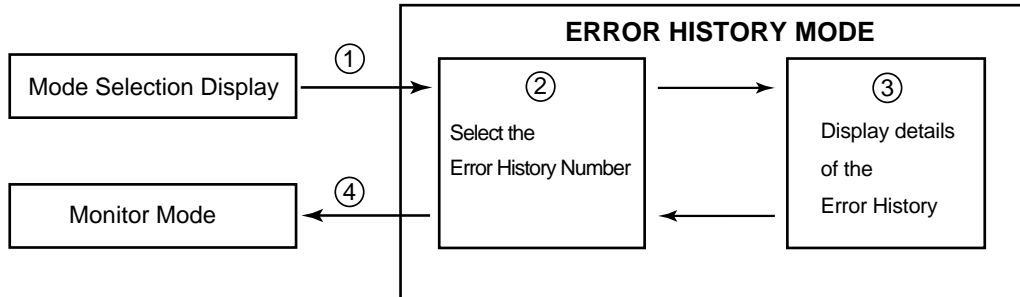 ERROR HISTORY MODE
①
Mode Selection Display
②
Select the
Error History Number
③
Display details
of the
Error History
④
Monitor Mode